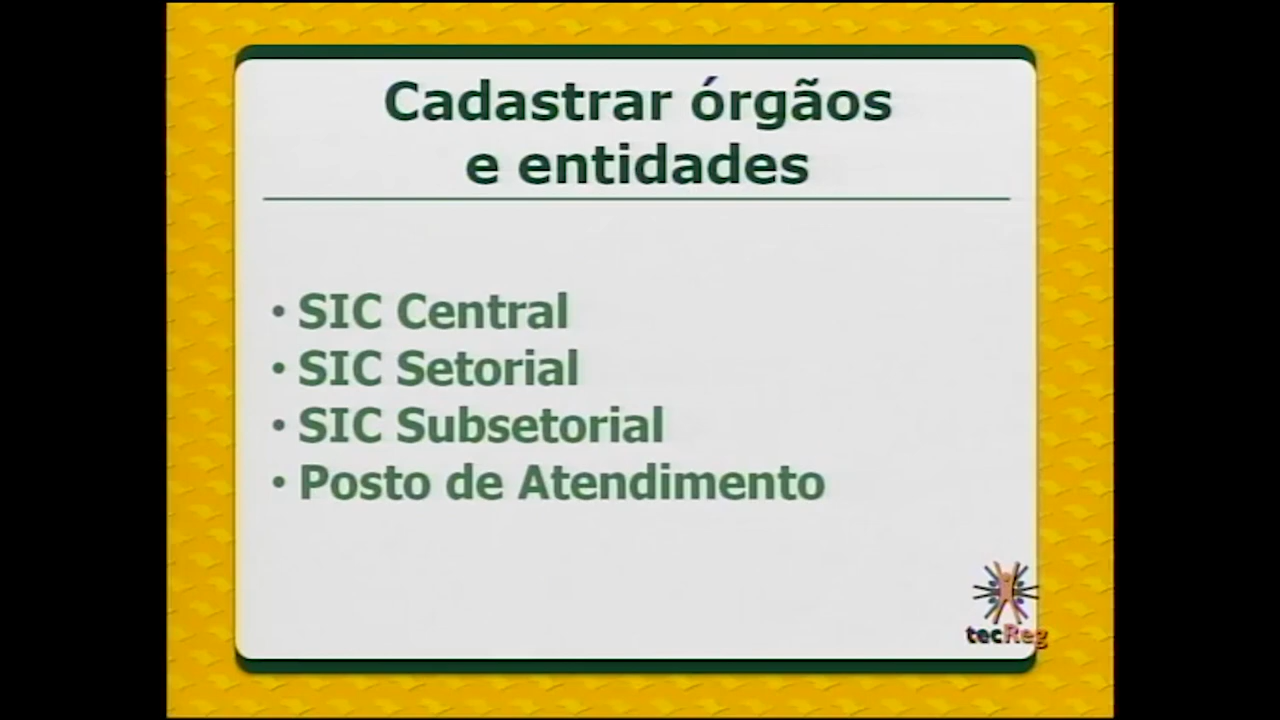 Cadastrar órgãos
e entidades
• SIC Central
• SIC Setorial
• SIC Subsetorial
• Posto de Atendimento
tecReg